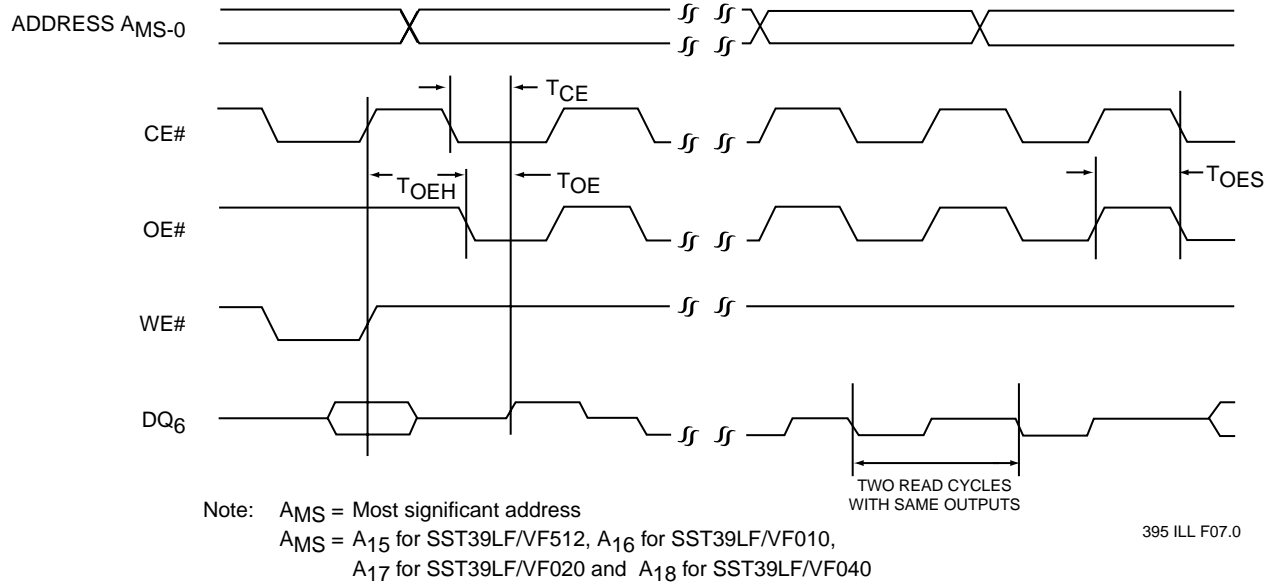 ADDRESS AMS-0
TCE
CE#
TOEH
TOE
TOES
OE#
WE#
DQ6
TWO READ CYCLES
WITH SAME OUTPUTS
Note: AMS = Most significant address
AMS = A15 for SST39LF/VF512, A16 for SST39LF/VF010,
A17 for SST39LF/VF020 and A18 for SST39LF/VF040
395 ILL F07.0